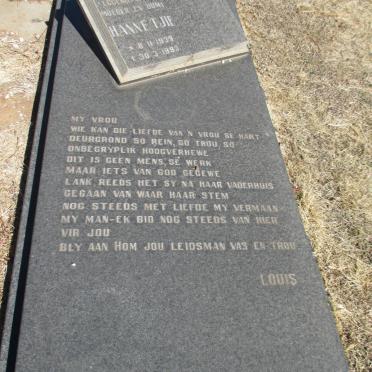 MOEDER EN OUMA
HANNETJIE
* 8·11·1939
† 30·3·1995
MY VROU
WIE KAN DIE LIEFDE VAN 'N VROU SE HART
DEURGROND SO REIN, SO TROU, SO
ONBEGRYPLIK HOOGVERHEWE
DIT IS GEEN MENS, SÊ WERK
MAAR IETS VAN GOD GEGEWE
LANK REEDS HET SY NA HAAR VADERHUIS
GEGAAN VAN WAAR HAAR STEM
NOG STEEDS MET LIEFDE MY VERMAAN
MY MAN-EK BID NOG STEEDS VAN HIER
VIR JOU
BLY AAN HOM JOU LEIDSMAN VAS EN TROU
LOUIS